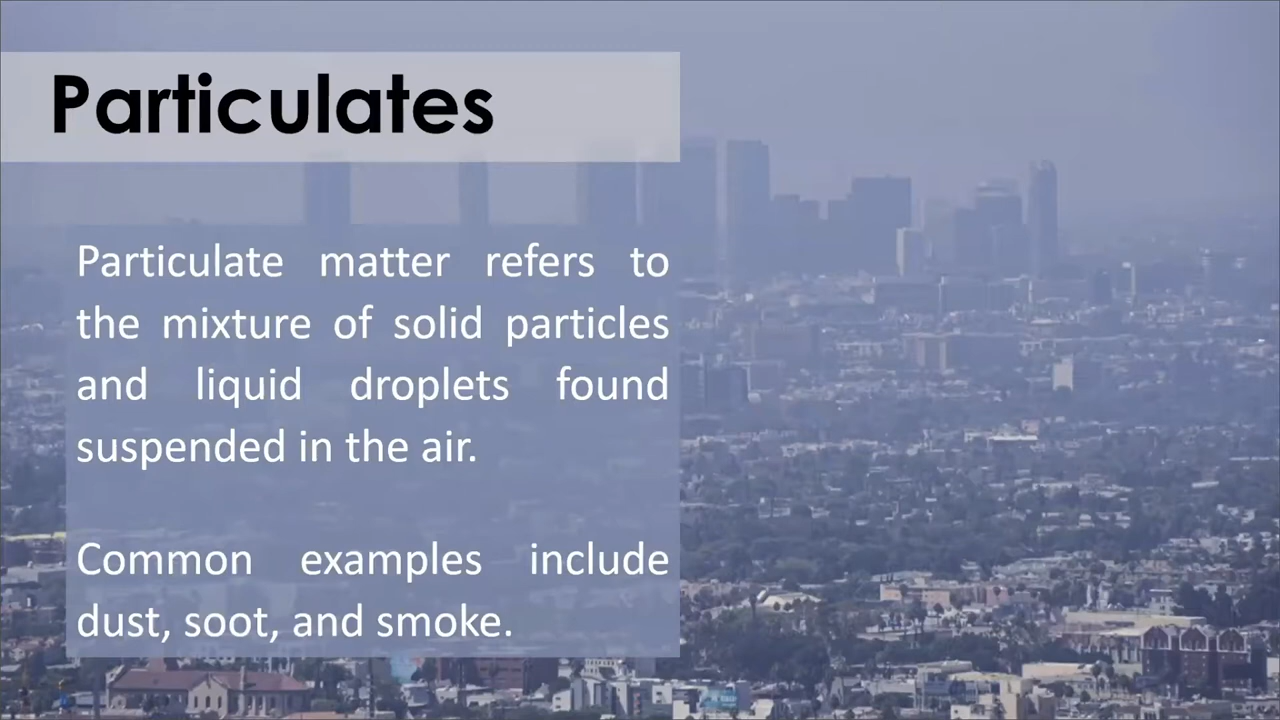 Particulates
Particulate matter refers to
the mixture of solid particles
and liquid droplets found
suspended in the air.
Common examples include
dust, soot, and smoke.